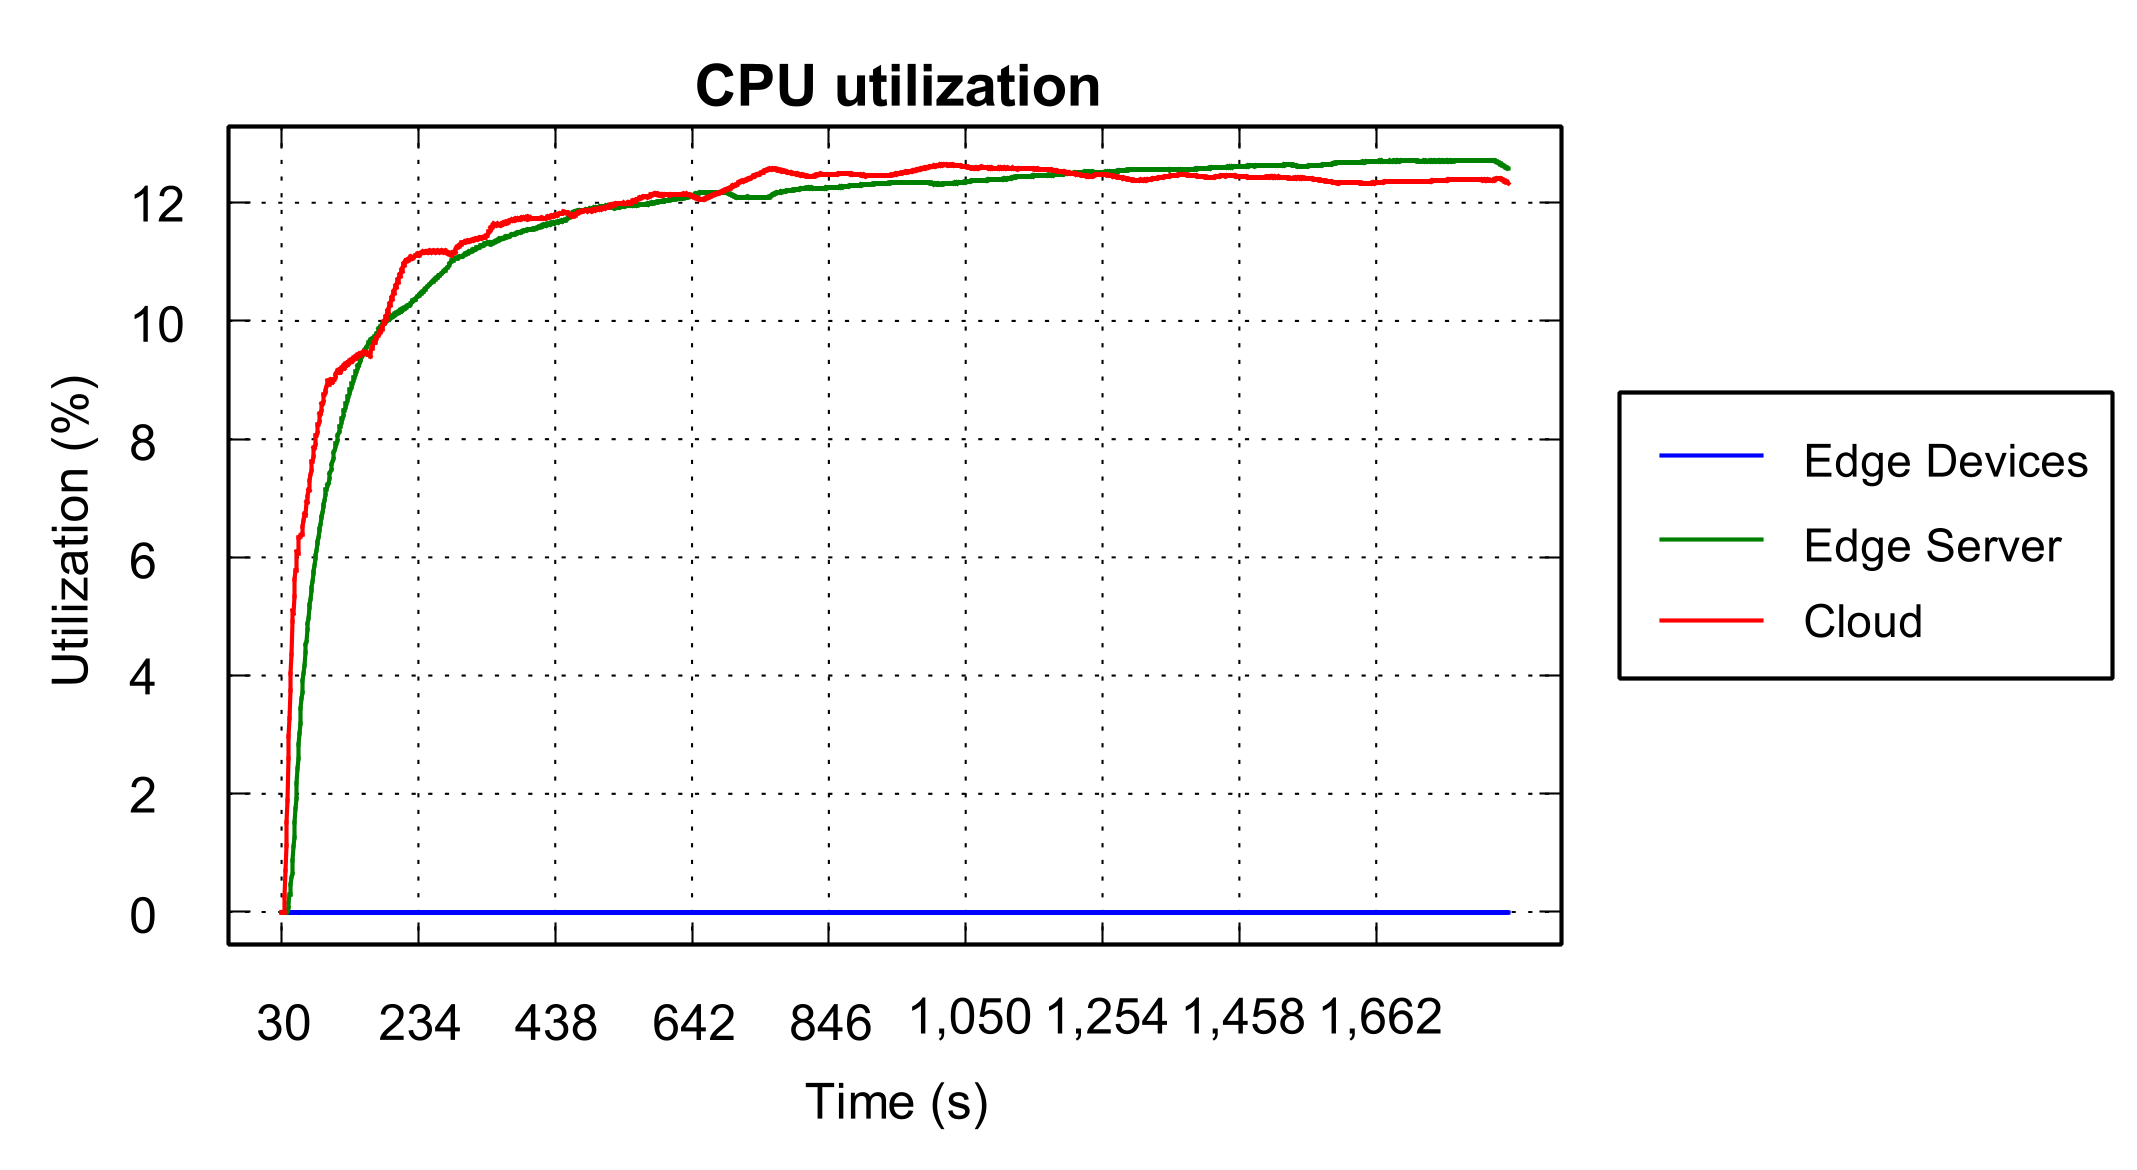 CPU utilization
Utilization (%)
12
10
8
6
4
2
0
30 234 438 642 846 1,050 1,254 1,458 1,662
Time (s)
Edge Devices
Edge Server
Cloud